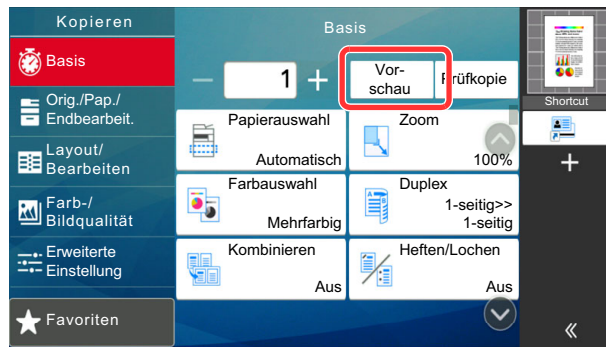 Kopieren
Basis
Basis
1
Vor-
schau
Prüfkopie
Orig./Pap./
Endbearbeit.
Papierauswahl
Automatisch
Zoom
100%
Shortcut
Layout/
Bearbeiten
Farbauswahl
Mehrfarbig
Duplex
1-seitig>>
1-seitig
Farb-/
Bildqualität
Erweiterte
Einstellung
Kombinieren
Aus
Heften/Lochen
Aus
Favoriten